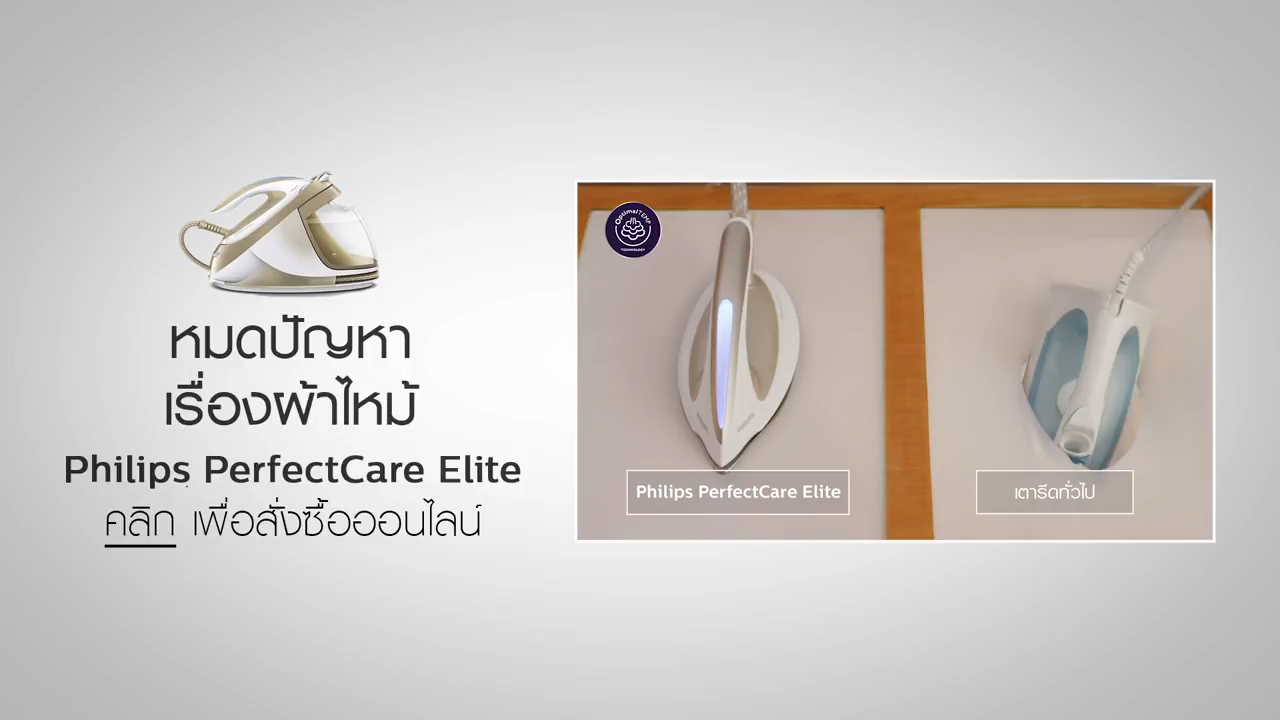 หมดปัญหา
เรื่องผ้าไหม้
Philips PerfectCare Elite
คลิก เพื่อสั่งซื้อออนไลน์
OptimalTEMP
TECHNOLOGY
Philips PerfectCare Elite
เตารีดทั่วไป